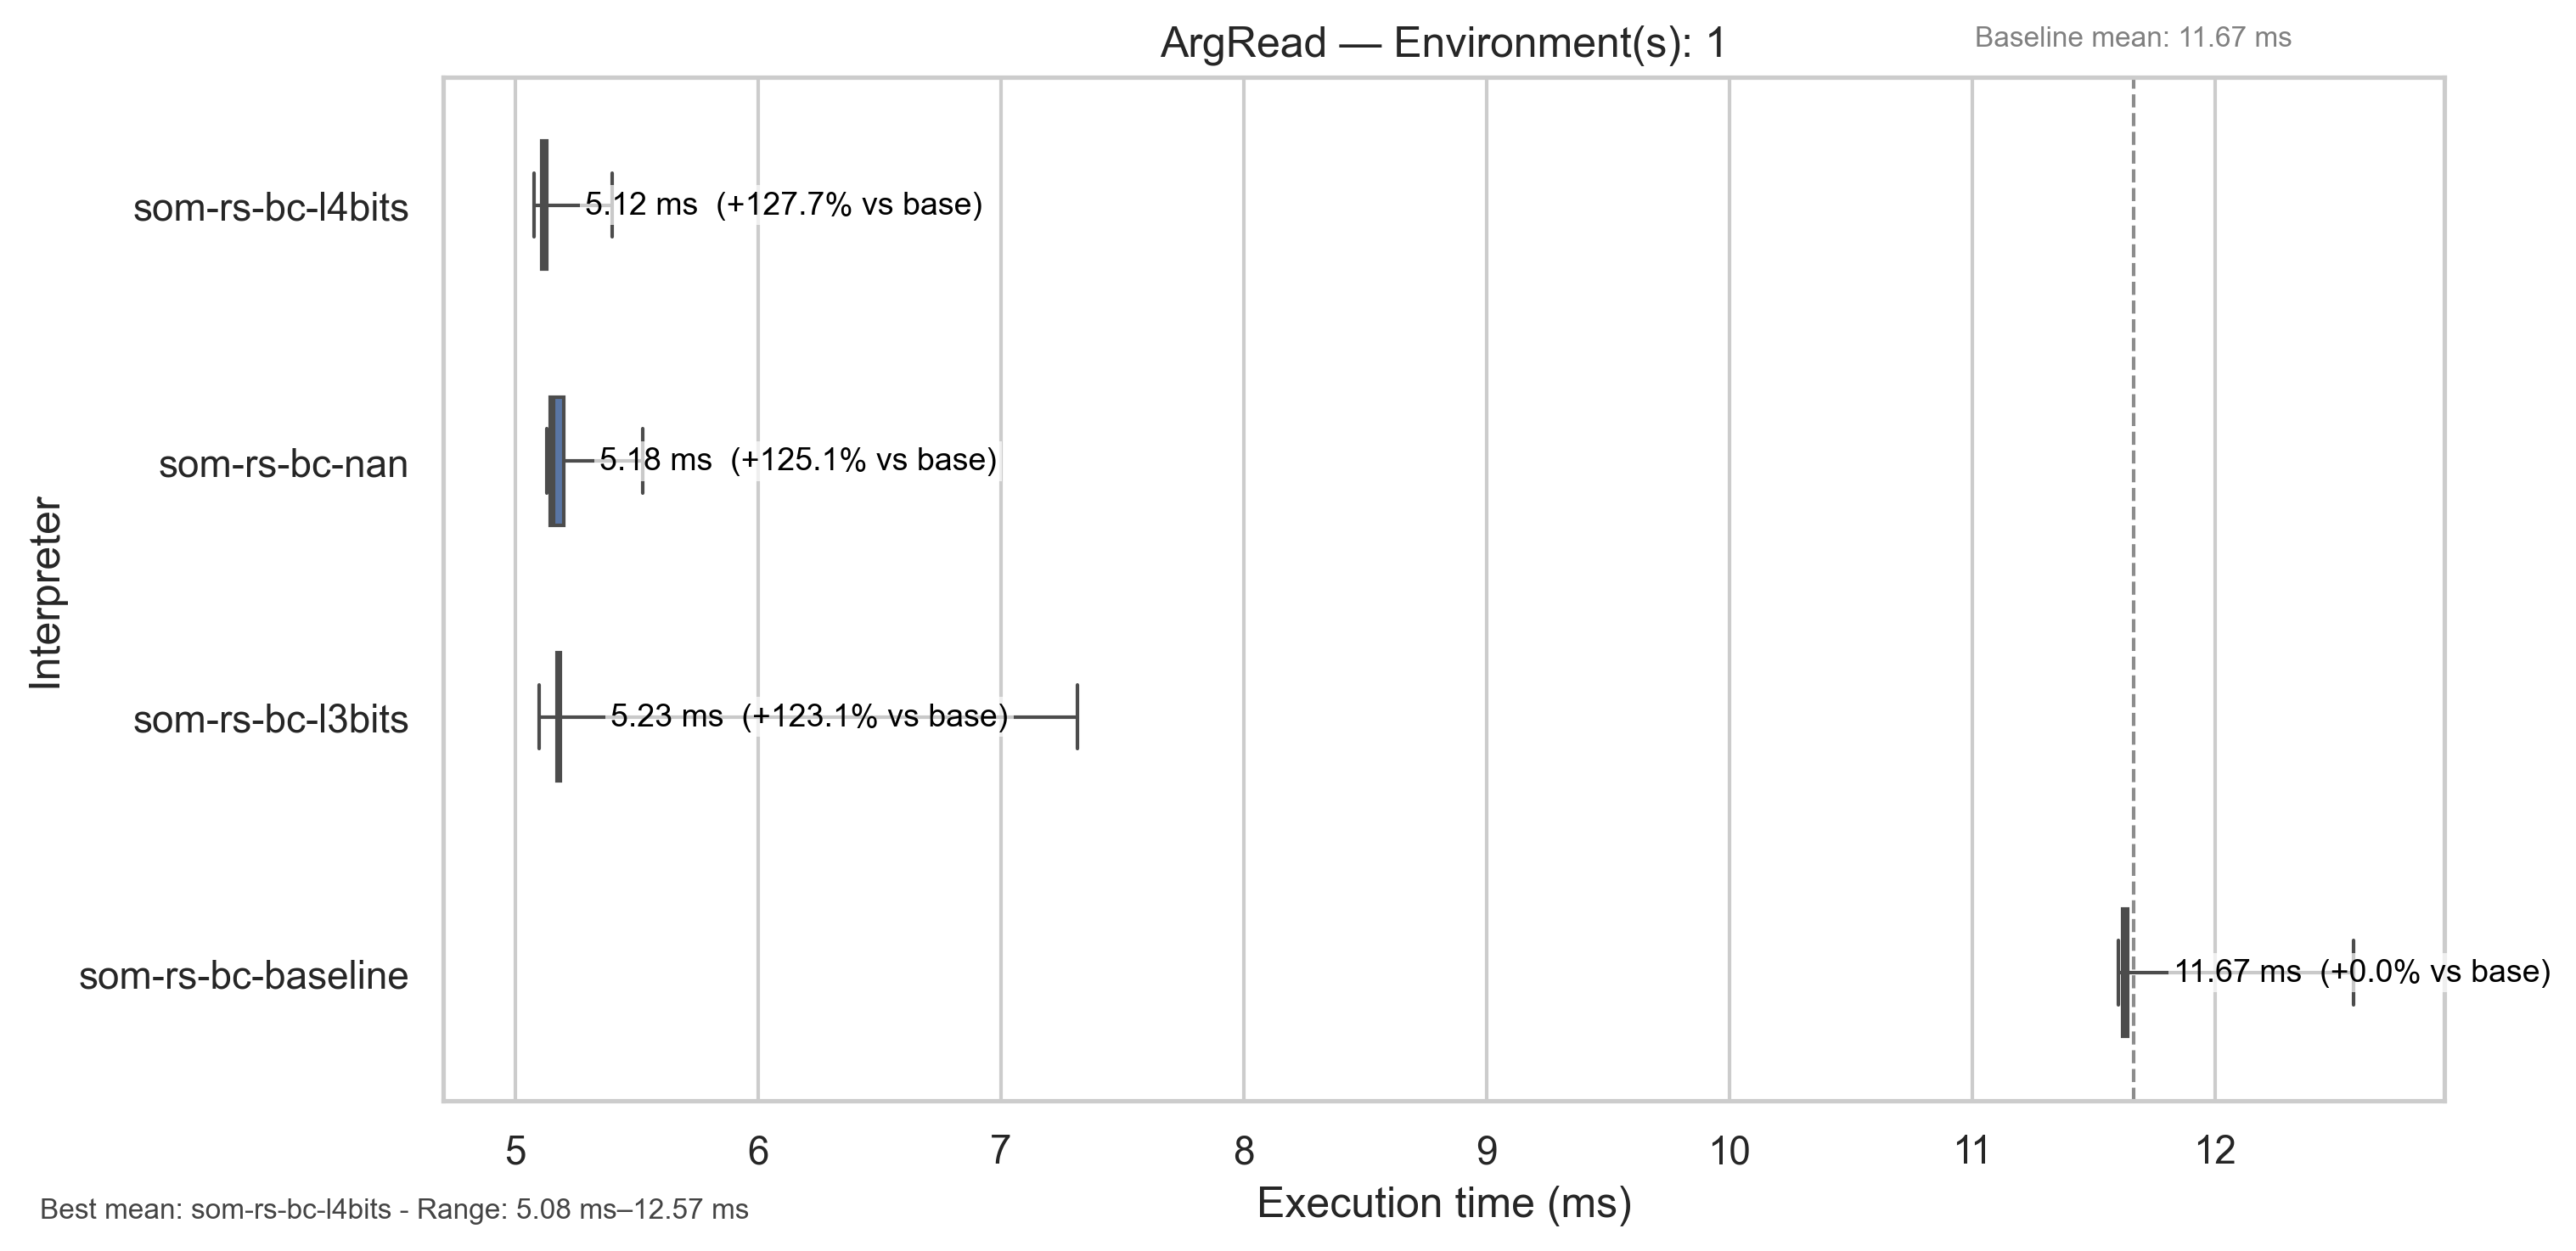 ArgRead — Environment(s): 1
Baseline mean: 11.67 ms
Interpreter
som-rs-bc-l4bits
5.12 ms (+127.7% vs base)
som-rs-bc-nan
5.18 ms (+125.1% vs base)
som-rs-bc-l3bits
5.23 ms (+123.1% vs base)
som-rs-bc-baseline
11.67 ms (+0.0% vs base)
5 6 7 8 9 10 11 12
Execution time (ms)
Best mean: som-rs-bc-l4bits - Range: 5.08 ms–12.57 ms